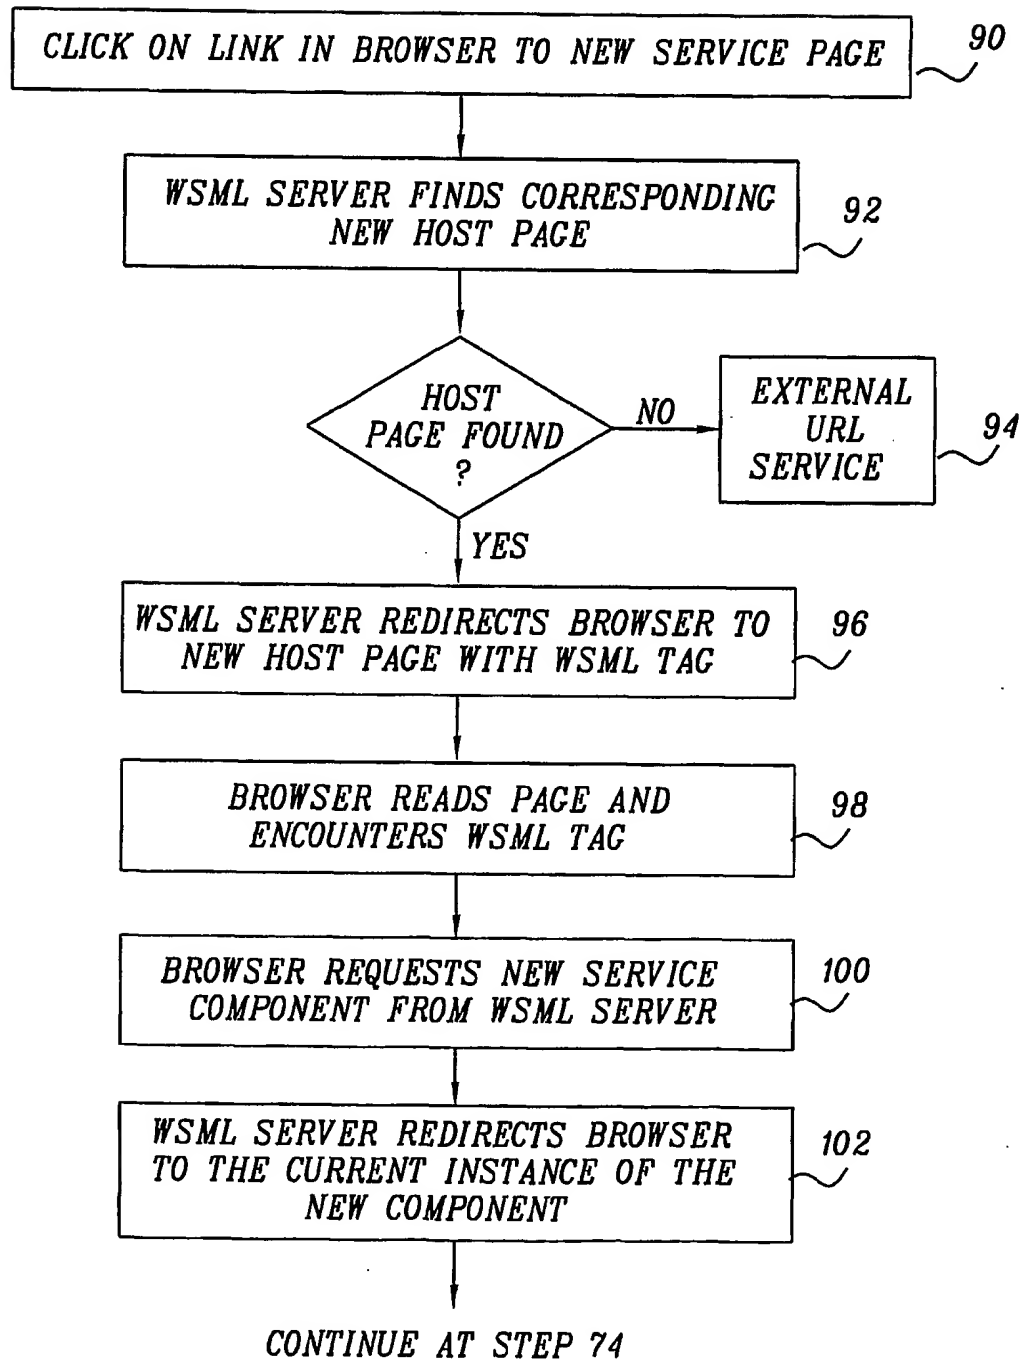 CLICK ON LINK IN BROWSER TO NEW SERVICE PAGE
90
WSML SERVER FINDS CORRESPONDING
NEW HOST PAGE
92
HOST
PAGE FOUND
?
NO
EXTERNAL
URL
SERVICE
94
YES
WSML SERVER REDIRECTS BROWSER TO
NEW HOST PAGE WITH WSML TAG
96
BROWSER READS PAGE AND
ENCOUNTERS WSML TAG
98
BROWSER REQUESTS NEW SERVICE
COMPONENT FROM WSML SERVER
100
WSML SERVER REDIRECTS BROWSER
TO THE CURRENT INSTANCE OF THE
NEW COMPONENT
102
CONTINUE AT STEP 74